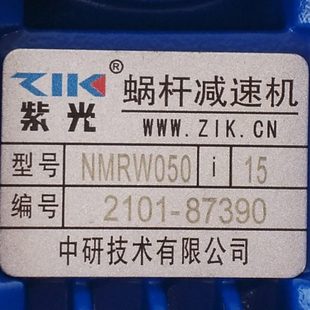 ZIK®
紫光
蜗杆减速机
WWW.ZIK.CN
型号 NMRW050 i 15
编号 2101-87390
中研技术有限公司